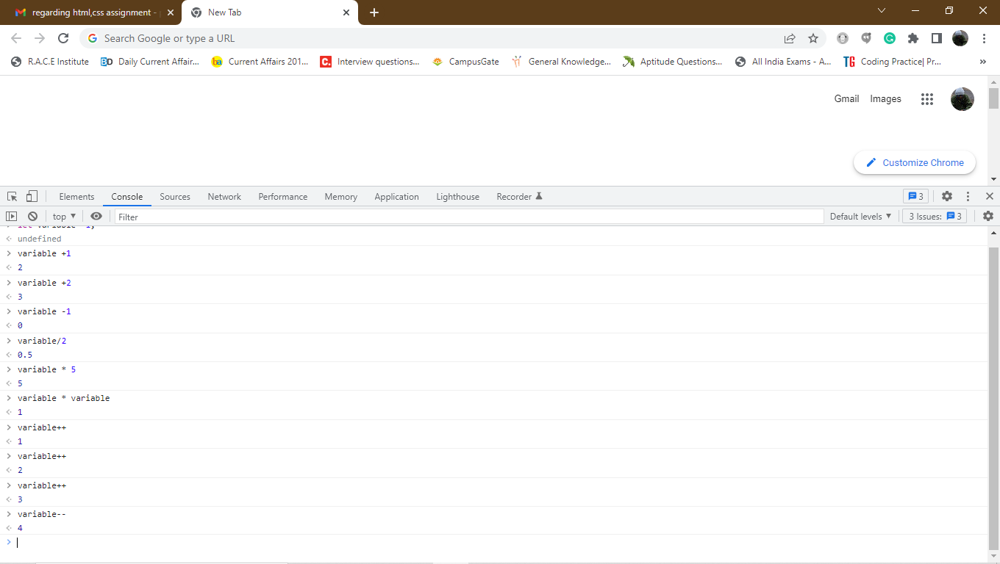 regarding html,css assignment -
New Tab
Search Google or type a URL
R.A.C.E Institute
Daily Current Affair...
Current Affairs 201...
Interview questions...
CampusGate
General Knowledge...
Aptitude Questions...
All India Exams - A...
Coding Practice| Pr...
»
Gmail Images
Customize Chrome
Elements Console Sources Network Performance Memory Application Lighthouse Recorder 3
top Filter Default levels 3 Issues: 3
undefined
variable +1
2
variable +2
3
variable -1
0
variable/2
0.5
variable * 5
5
variable * variable
1
variable++
1
variable++
2
variable++
3
variable--
4